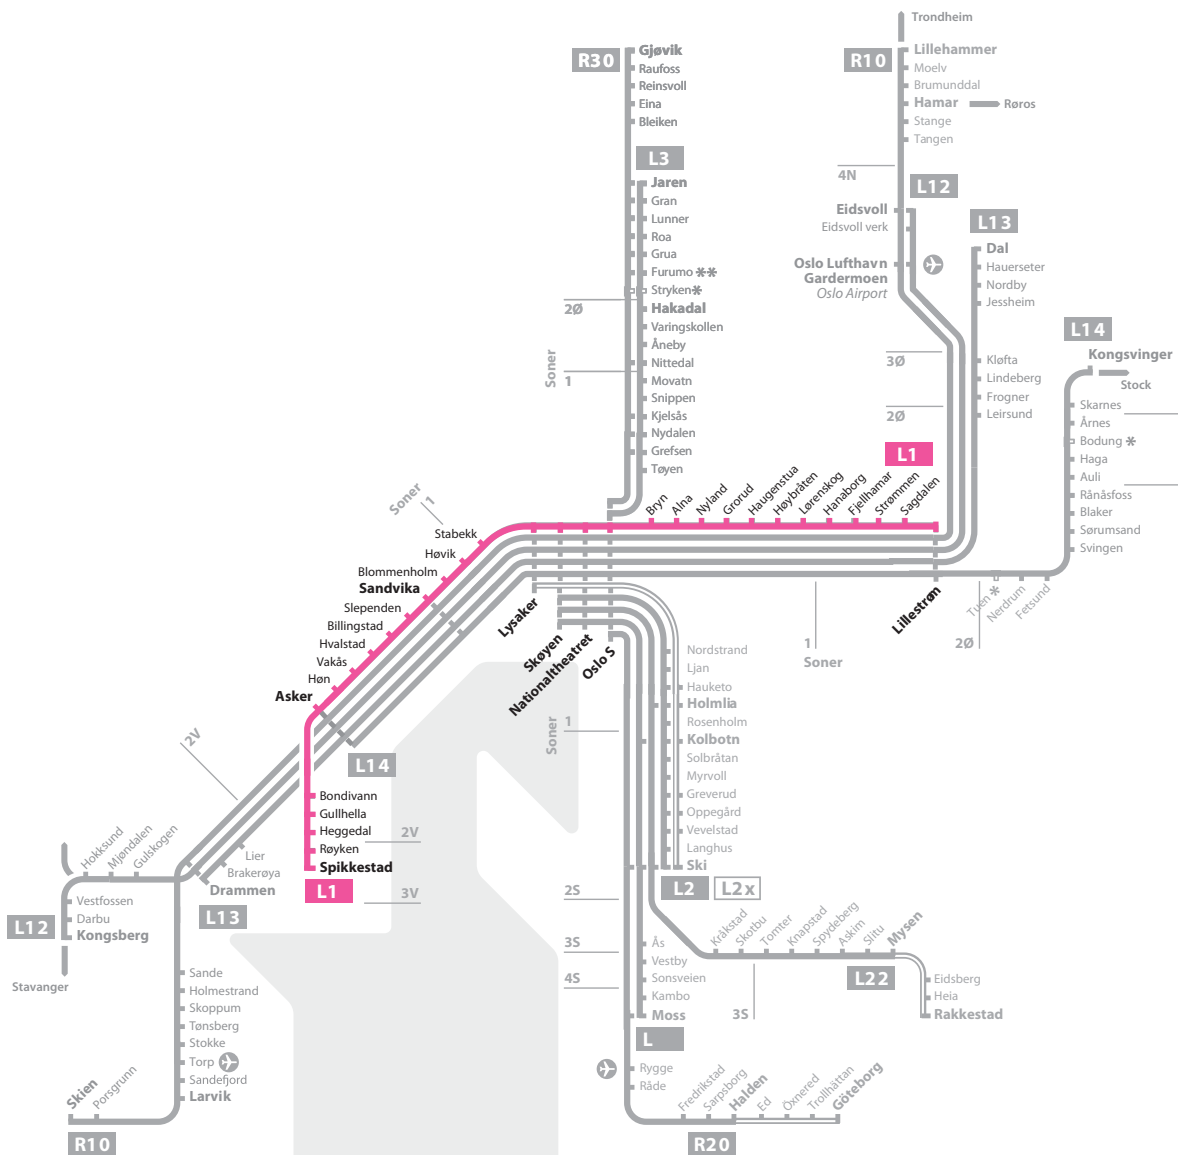 Trondheim
R30
Gjøvik
Raufoss
Reinsvoll
Eina
Bleiken
R10
Lillehammer
Moelv
Brumunddal
Hamar
Røros
Stange
Tangen
L3
Jaren
Gran
Lunner
Roa
Grua
Furumo **
Stryken*
2Ø
Hakadal
Varingskollen
Åneby
Nittedal
Soner
1
Movatn
Snippen
Kjelsås
Nydalen
Grefsen
Tøyen
4N
L12
Eidsvoll
Eidsvoll verk
Oslo Lufthavn
Gardermoen
Oslo Airport
L13
Dal
Hauerseter
Nordby
Jessheim
3Ø
Kløfta
Lindeberg
Frogner
2Ø
Leirsund
L14
Kongsvinger
Stock
Skarnes
Årnes
Bodung *
Haga
Auli
Rånåsfoss
Blaker
Sørumsand
Svingen
L1
Bryn
Alna
Nyland
Grorud
Haugenstua
Høybråten
Lørenskog
Hanaborg
Fjellhamar
Strømmen
Sagdalen
Soner
1
Stabekk
Høvik
Blommenholm
Sandvika
Slependen
Billingstad
Hvalstad
Vakås
Høn
Asker
Lysaker
Skøyen
Nationaltheatret
Oslo S
Lillestrøm
Tuen *
Nerdrum
Fetsund
1
Soner
2Ø
Nordstrand
Ljan
Hauketo
Holmlia
Rosenholm
Kolbotn
Solbråtan
Myrvoll
Greverud
Oppegård
Vevelstad
Langhus
Ski
Soner
1
2V
L14
Bondivann
Gullhella
Heggedal
Røyken
Spikkestad
L1
2V
3V
Hokksund
Mjøndalen
Gulskogen
Lier
Brakerøya
Drammen
L13
Vestfossen
Darbu
Kongsberg
L12
Stavanger
L2
L2x
2S
3S
4S
Ås
Vestby
Sonsveien
Kambo
Moss
L
Kråkstad
Skotbu
Tomter
Knapstad
Spydeberg
Askim
Slitu
Mysen
3S
L22
Eidsberg
Heia
Rakkestad
Sande
Holmestrand
Skoppum
Tønsberg
Stokke
Torp
Sandefjord
Larvik
Skien
Porsgrunn
R10
Rygge
Råde
Fredrikstad
Sarpsborg
Halden
Ed
Öxnered
Trollhättan
Göteborg
R20